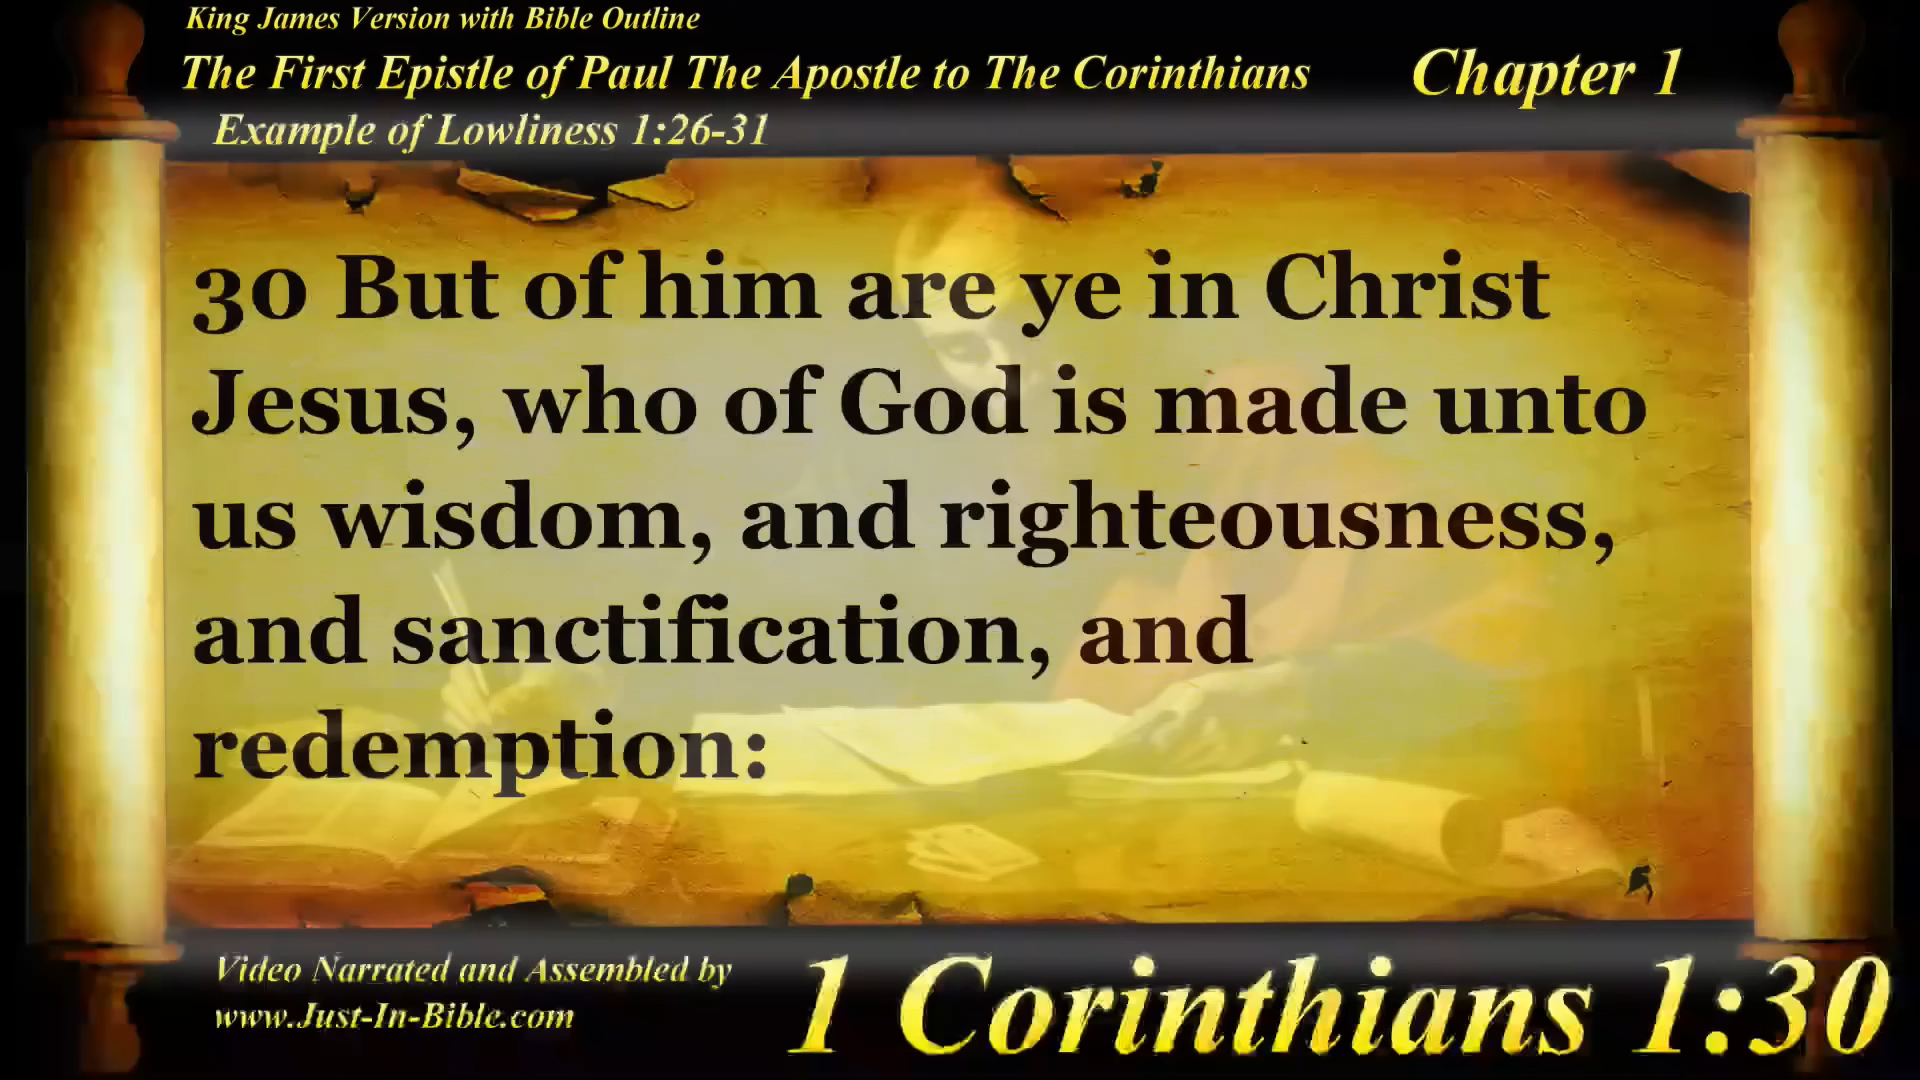 King James Version with Bible Outline
The First Epistle of Paul The Apostle to The Corinthians
Chapter 1
Example of Lowliness 1:26-31
30 But of him are ye in Christ
Jesus, who of God is made unto
us wisdom, and righteousness,
and sanctification, and
redemption:
Video Narrated and Assembled by
www.Just-In-Bible.com
1 Corinthians 1:30